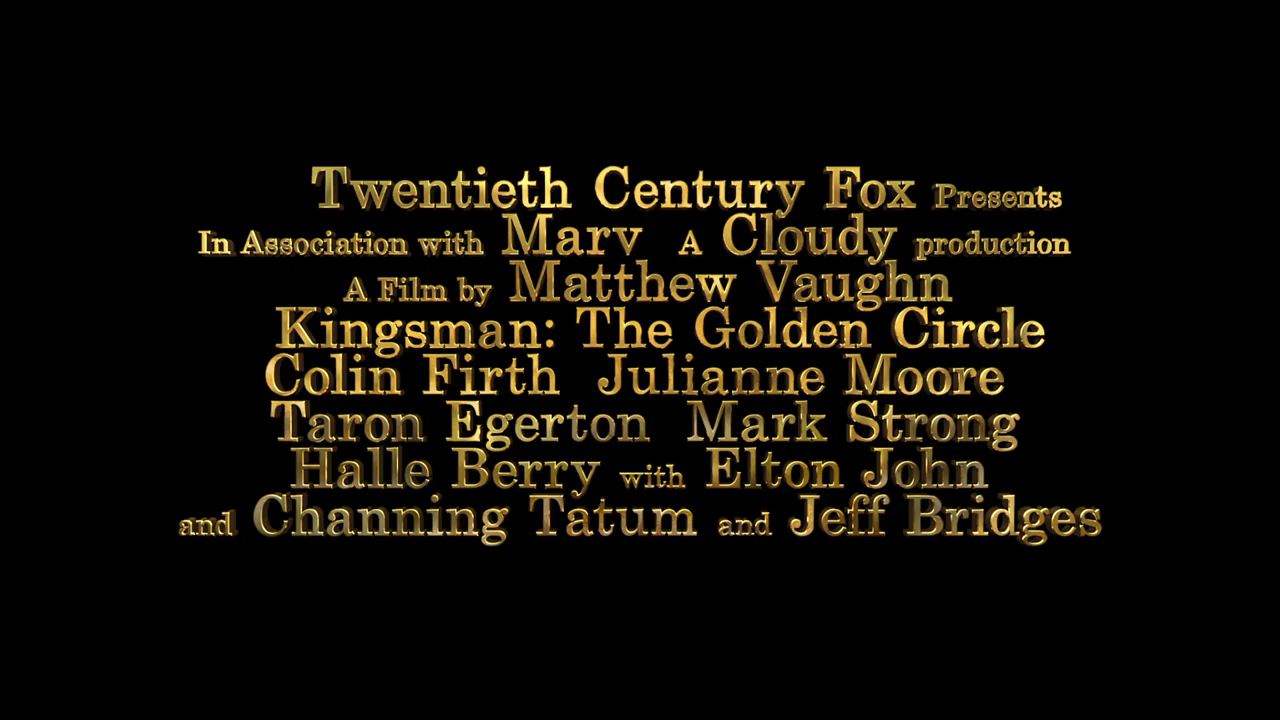 Twentieth Century Fox Presents
In Association with Marv A Cloudy production
A Film by Matthew Vaughn
Kingsman: The Golden Circle
Colin Firth Julianne Moore
Taron Egerton Mark Strong
Halle Berry with Elton John
and Channing Tatum and Jeff Bridges